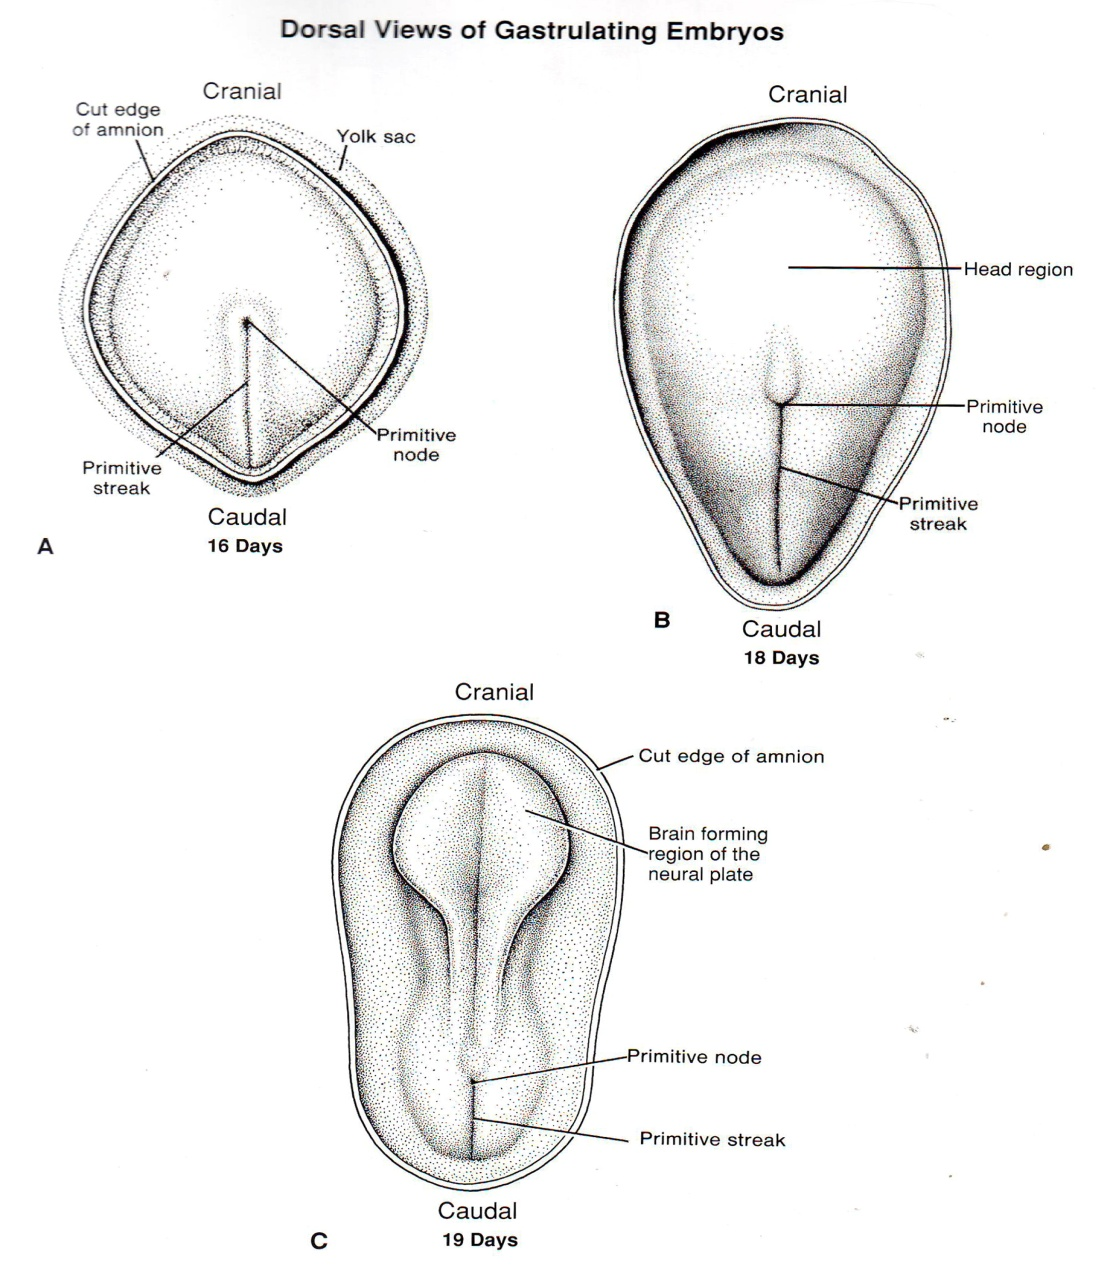 Dorsal Views of Gastrulating Embryos
Cranial
Cut edge
of amnion
Yolk sac
Primitive
node
Primitive
streak
Caudal
16 Days
A
Cranial
Head region
Primitive
node
Primitive
streak
B
Caudal
18 Days
Cranial
Cut edge of amnion
Brain forming
region of the
neural plate
Primitive node
Primitive streak
Caudal
19 Days
C